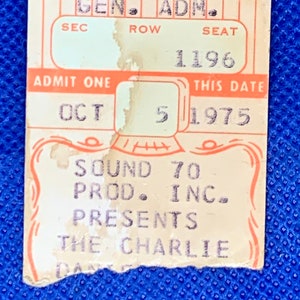 GEN. ADM.
SEC ROW SEAT
1196
ADMIT ONE THIS DATE
OCT 5 1975
SOUND 70
PROD. INC.
PRESENTS
THE CHARLIE